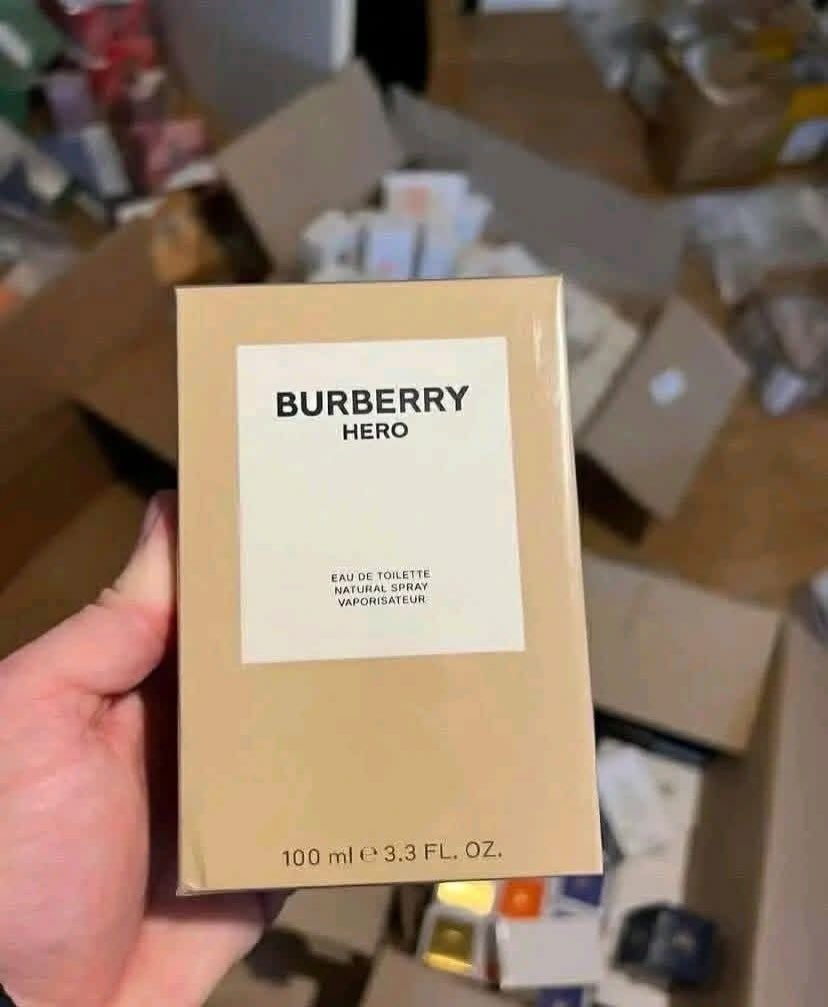 BURBERRY
HERO
EAU DE TOILETTE
NATURAL SPRAY
VAPORISATEUR
100 ml ℮ 3.3 FL. OZ.